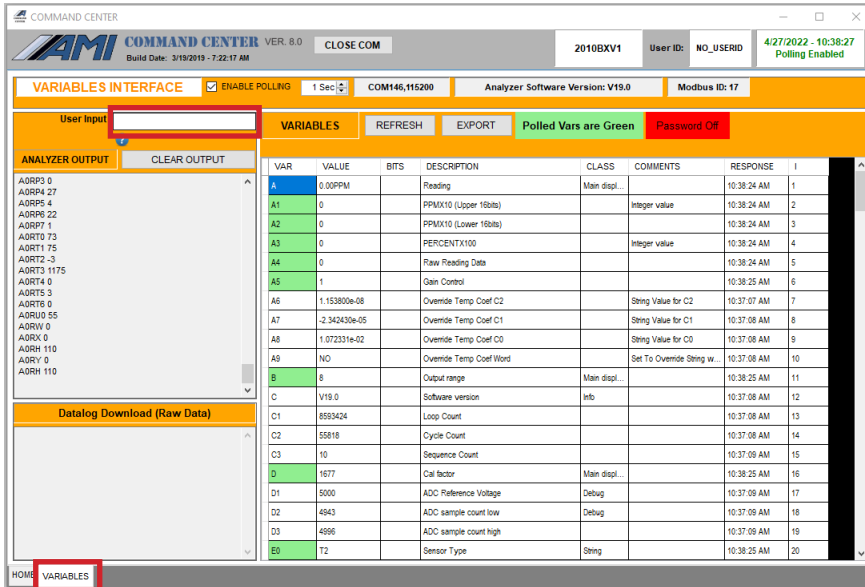 COMMAND CENTER
AMI
COMMAND CENTER VER. 8.0
Build Date: 3/19/2019 - 7:22:17 AM
CLOSE COM
2010BXV1
User ID:
NO_USERID
4/27/2022 - 10:38:27
Polling Enabled
VARIABLES INTERFACE
ENABLE POLLING
1 Sec
COM146,115200
Analyzer Software Version: V19.0
Modbus ID: 17
User Input:
ANALYZER OUTPUT
CLEAR OUTPUT
A0RP3 0
A0RP4 27
A0RP5 4
A0RP6 22
A0RP7 1
A0RT0 73
A0RT1 75
A0RT2 -3
A0RT3 1175
A0RT4 0
A0RT5 3
A0RT6 0
A0RU0 55
A0RW 0
A0RX 0
A0RH 110
A0RY 0
A0RH 110
Datalog Download (Raw Data)
VARIABLES
REFRESH
EXPORT
Polled Vars are Green
Password Off
VAR VALUE BITS DESCRIPTION CLASS COMMENTS RESPONSE I
A 0.00PPM Reading Main displ... 10:38:24 AM 1
A1 0 PPMX10 (Upper 16bits) Integer value 10:38:24 AM 2
A2 0 PPMX10 (Lower 16bits) 10:38:24 AM 3
A3 0 PERCENTX100 Integer value 10:38:24 AM 4
A4 0 Raw Reading Data 10:38:24 AM 5
A5 1 Gain Control 10:38:25 AM 6
A6 1.153800e-08 Override Temp Coef C2 String Value for C2 10:37:07 AM 7
A7 -2.342430e-05 Override Temp Coef C1 String Value for C1 10:37:08 AM 8
A8 1.072331e-02 Override Temp Coef C0 String Value for C0 10:37:08 AM 9
A9 NO Override Temp Coef Word Set To Override String w... 10:37:08 AM 10
B 8 Output range Main displ... 10:38:25 AM 11
C V19.0 Software version Info 10:37:08 AM 12
C1 8593424 Loop Count 10:37:08 AM 13
C2 55818 Cycle Count 10:37:08 AM 14
C3 10 Sequence Count 10:37:09 AM 15
D 1677 Cal factor Main displ... 10:38:25 AM 16
D1 5000 ADC Reference Voltage Debug 10:37:09 AM 17
D2 4943 ADC sample count low Debug 10:37:09 AM 18
D3 4996 ADC sample count high 10:37:09 AM 19
E0 T2 Sensor Type String 10:38:25 AM 20
HOME VARIABLES